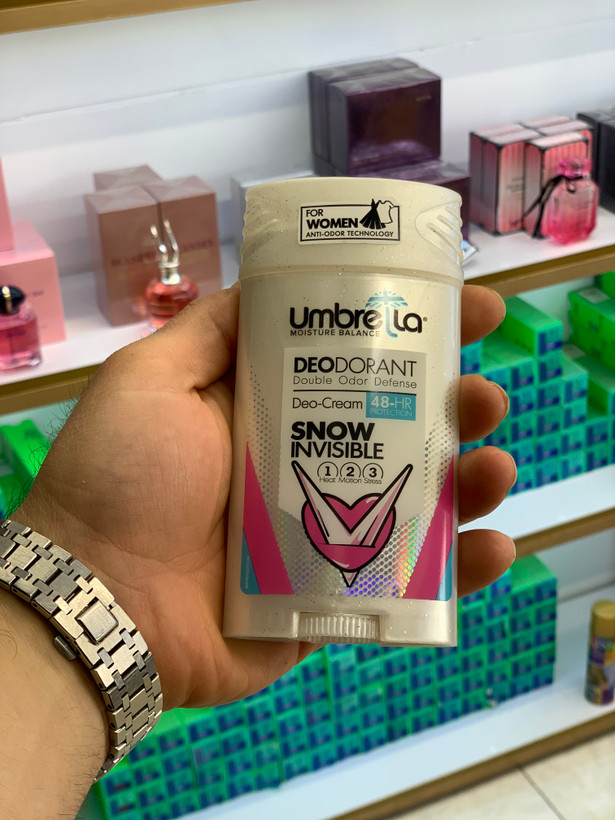 FOR
WOMEN
ANTI-ODOR TECHNOLOGY
umbrella®
MOISTURE BALANCE
DEODORANT
Double Odor Defense
Deo-Cream 48-HR
PROTECTION
SNOW
INVISIBLE
1 2 3
Heat Motion Stress